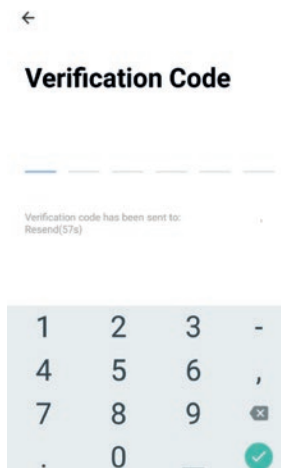 Verification Code
Verification code has been sent to:
Resend(57s)
1 2 3 -
4 5 6 ,
7 8 9
. 0 _